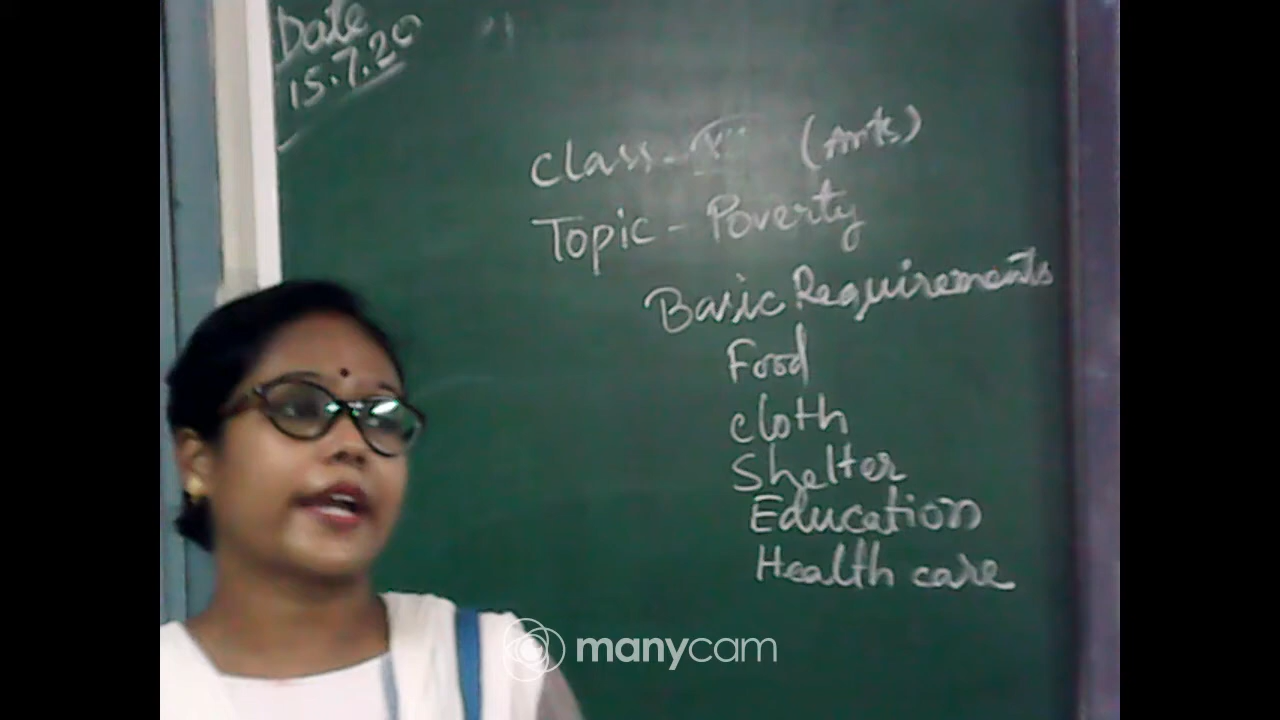 Date
15.7.20
Class - (Arts)
Topic - Poverty
Basic Requirements
Food
Cloth
Shelter
Education
Health care
manycam